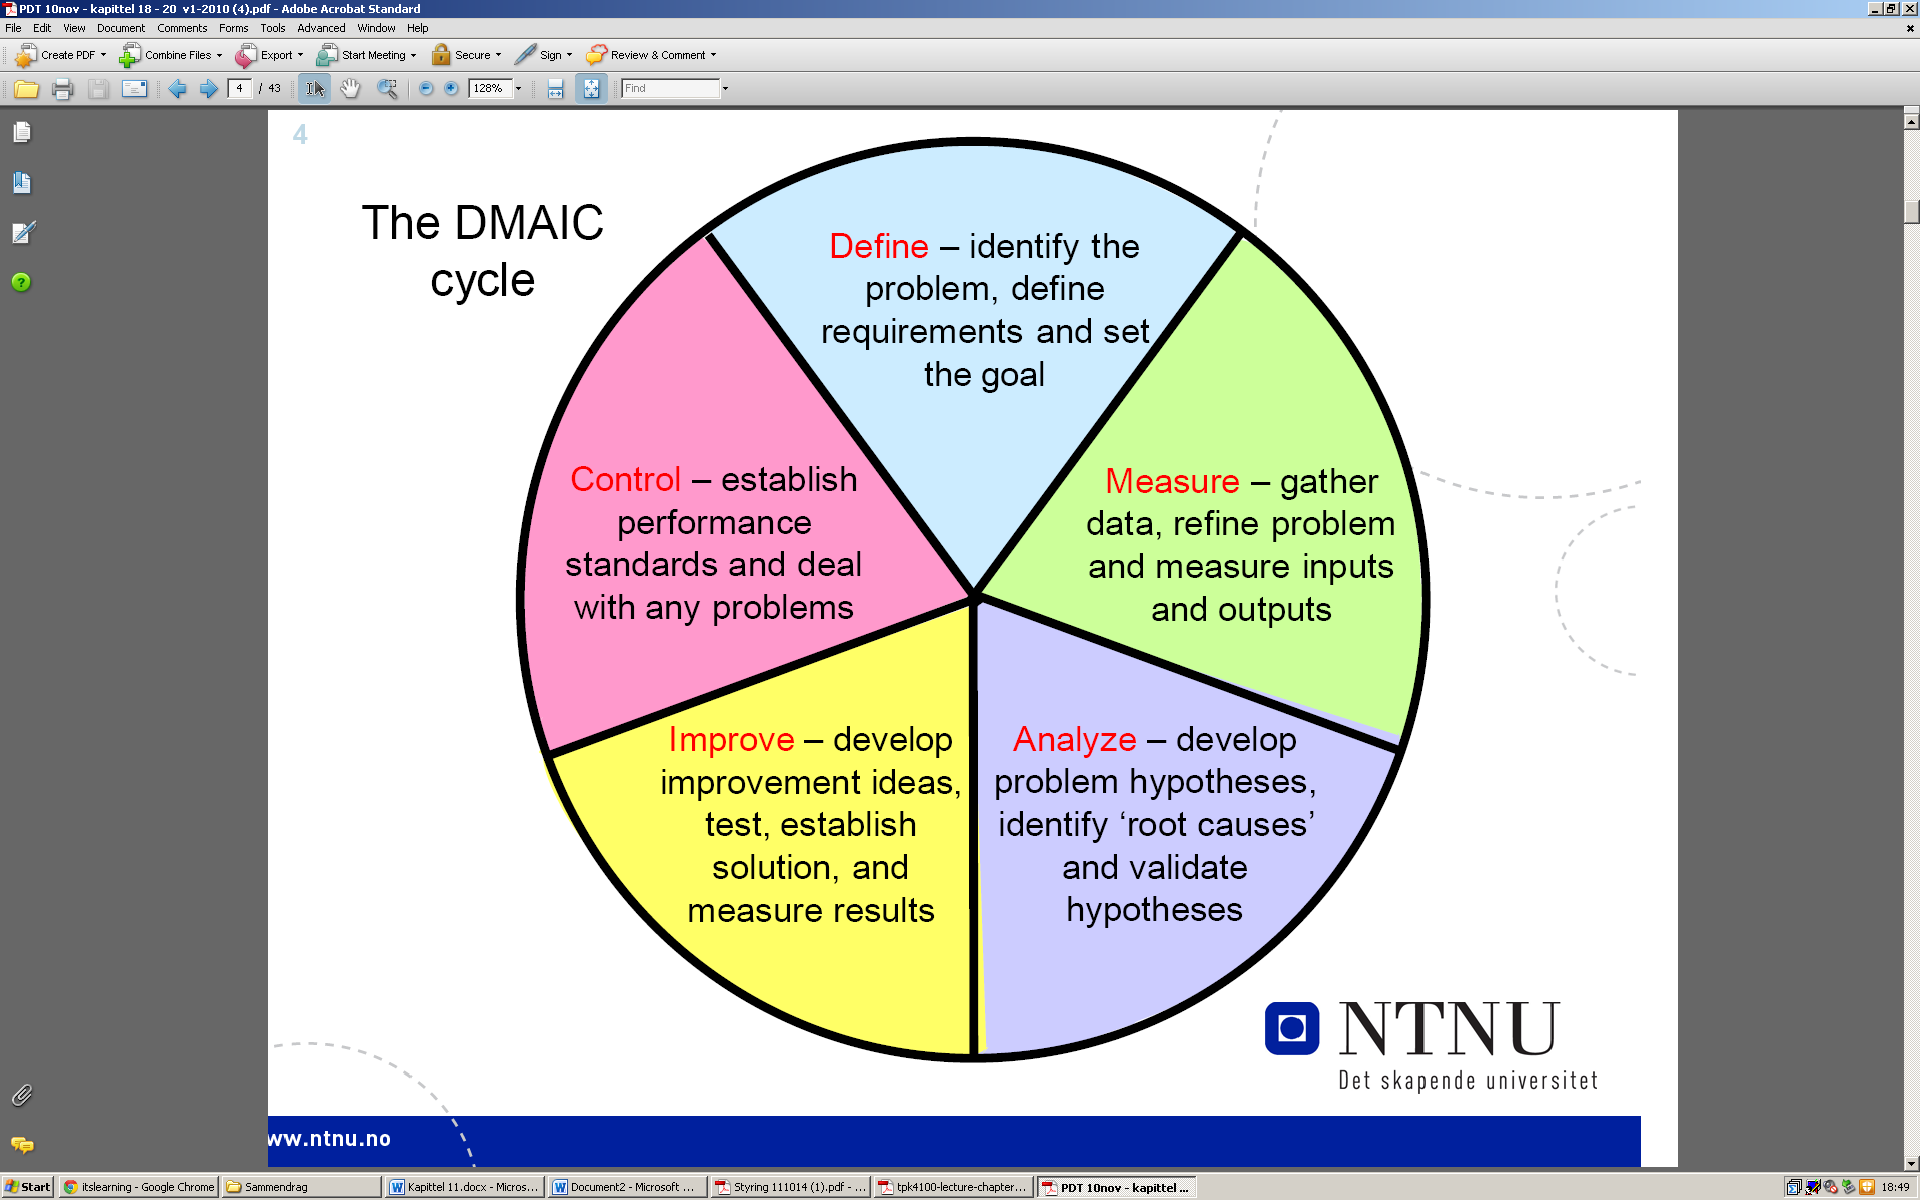 PDT 10nov - kapittel 18 - 20 v1-2010 (4).pdf - Adobe Acrobat Standard
File Edit View Document Comments Forms Tools Advanced Window Help
Create PDF Combine Files Export Start Meeting Secure Sign Review & Comment
4 / 43 128% Find
4
The DMAIC
cycle
Define – identify the
problem, define
requirements and set
the goal
Measure – gather
data, refine problem
and measure inputs
and outputs
Analyze – develop
problem hypotheses,
identify ‘root causes’
and validate
hypotheses
Improve – develop
improvement ideas,
test, establish
solution, and
measure results
Control – establish
performance
standards and deal
with any problems
NTNU
Det skapende universitet
ww.ntnu.no
Start itslearning - Google Chrome Sammendrag Kapittel 11.docx - Micros... Document2 - Microsoft ... Styring 111014 (1).pdf - ... tpk4100-lecture-chapter... PDT 10nov - kapittel ... 18:49